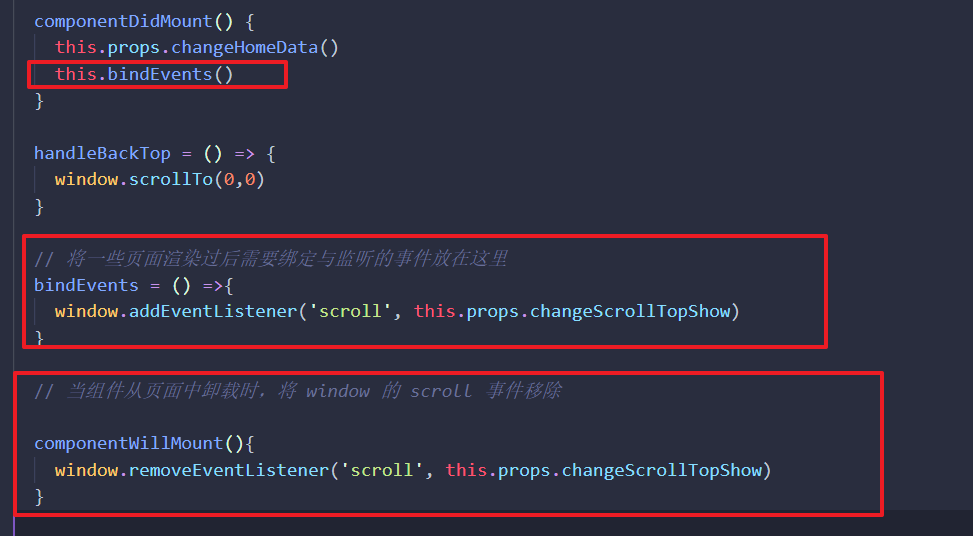 componentDidMount() {
this.props.changeHomeData()
this.bindEvents()
}
handleBackTop = () => {
window.scrollTo(0,0)
}
// 将一些页面渲染过后需要绑定与监听的事件放在这里
bindEvents = () =>{
window.addEventListener('scroll', this.props.changeScrollTopShow)
}
// 当组件从页面中卸载时，将 window 的 scroll 事件移除
componentWillMount(){
window.removeEventListener('scroll', this.props.changeScrollTopShow)
}